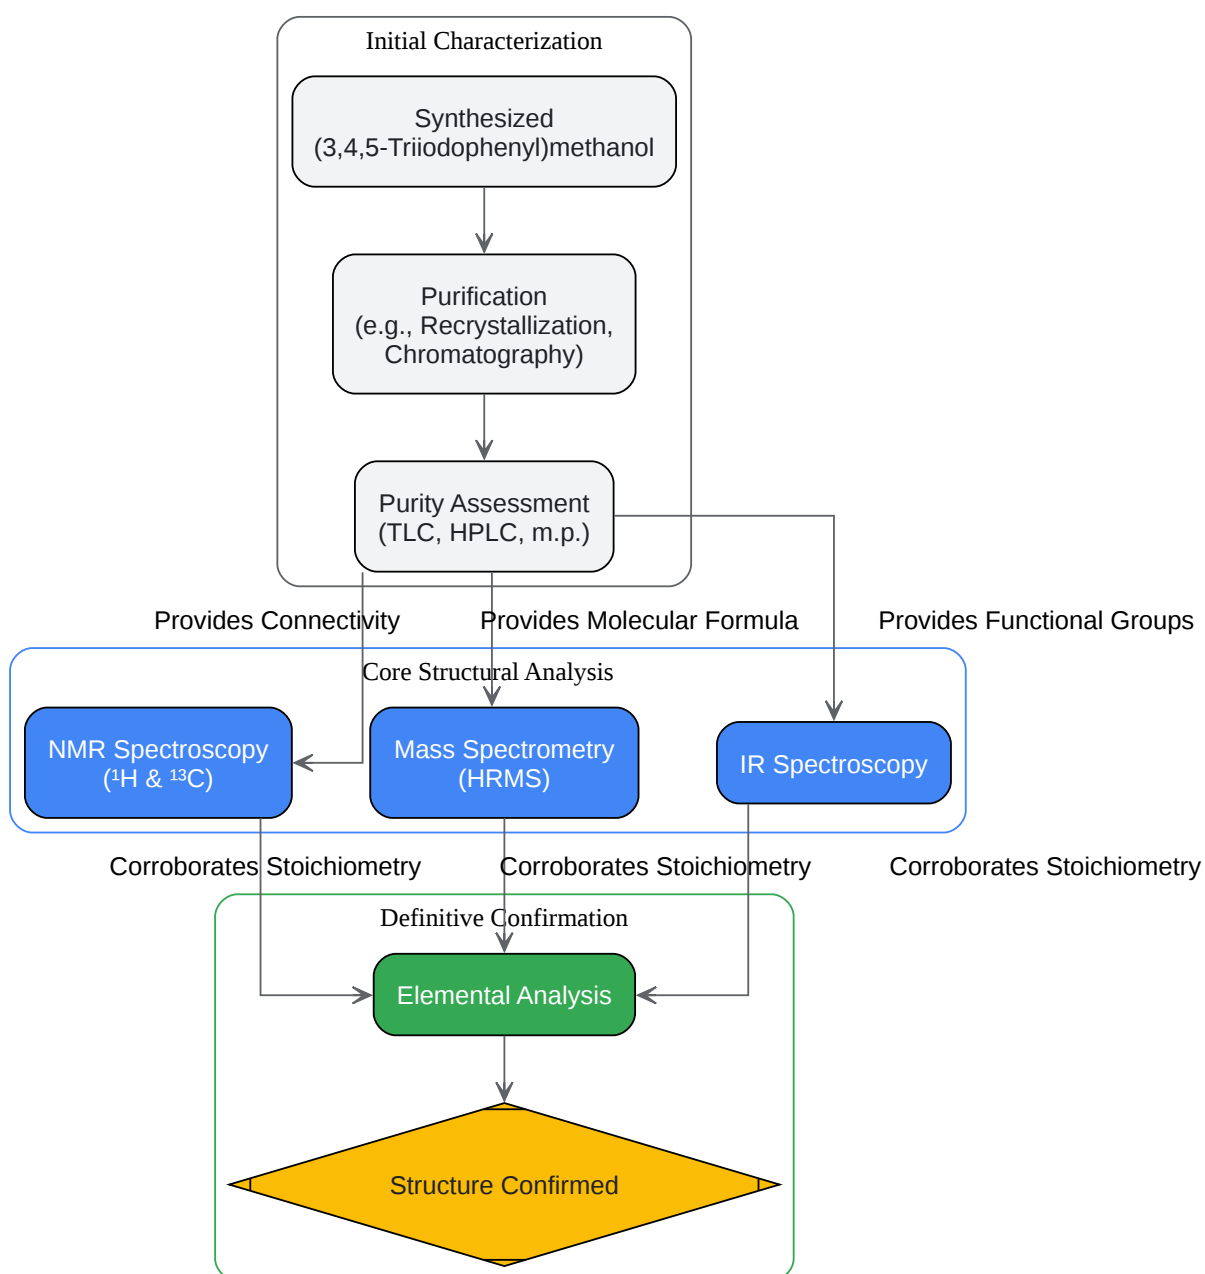 Initial Characterization
Synthesized
(3,4,5-Triiodophenyl)methanol
Purification
(e.g., Recrystallization,
Chromatography)
Purity Assessment
(TLC, HPLC, m.p.)
Provides Connectivity
Provides Molecular Formula
Provides Functional Groups
Core Structural Analysis
NMR Spectroscopy
(¹H & ¹³C)
Mass Spectrometry
(HRMS)
IR Spectroscopy
Corroborates Stoichiometry
Corroborates Stoichiometry
Corroborates Stoichiometry
Definitive Confirmation
Elemental Analysis
Structure Confirmed